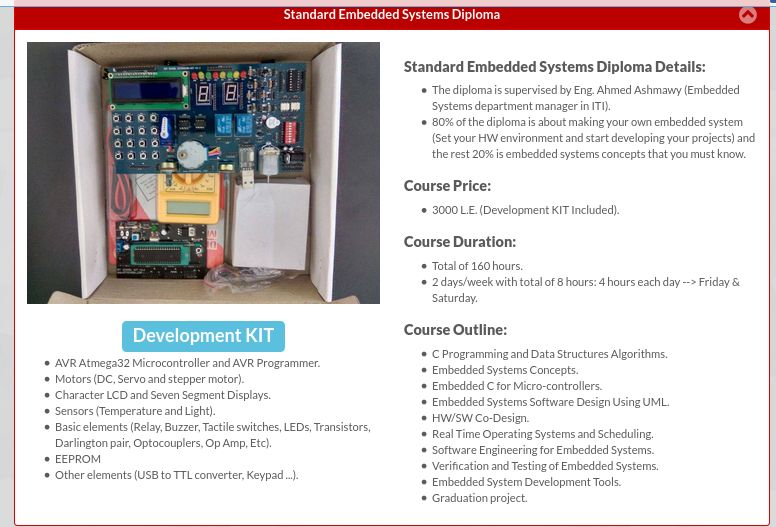 Standard Embedded Systems Diploma
Development KIT
AVR Atmega32 Microcontroller and AVR Programmer.
Motors (DC, Servo and stepper motor).
Character LCD and Seven Segment Displays.
Sensors (Temperature and Light).
Basic elements (Relay, Buzzer, Tactile switches, LEDs, Transistors,
Darlington pair, Optocouplers, Op Amp, Etc).
EEPROM
Other elements (USB to TTL converter, Keypad ...).
Standard Embedded Systems Diploma Details:
The diploma is supervised by Eng. Ahmed Ashmawy (Embedded
Systems department manager in ITI).
80% of the diploma is about making your own embedded system
(Set your HW environment and start developing your projects) and
the rest 20% is embedded systems concepts that you must know.
Course Price:
3000 L.E. (Development KIT Included).
Course Duration:
Total of 160 hours.
2 days/week with total of 8 hours: 4 hours each day --> Friday &
Saturday.
Course Outline:
C Programming and Data Structures Algorithms.
Embedded Systems Concepts.
Embedded C for Micro-controllers.
Embedded Systems Software Design Using UML.
HW/SW Co-Design.
Real Time Operating Systems and Scheduling.
Software Engineering for Embedded Systems.
Verification and Testing of Embedded Systems.
Embedded System Development Tools.
Graduation project.